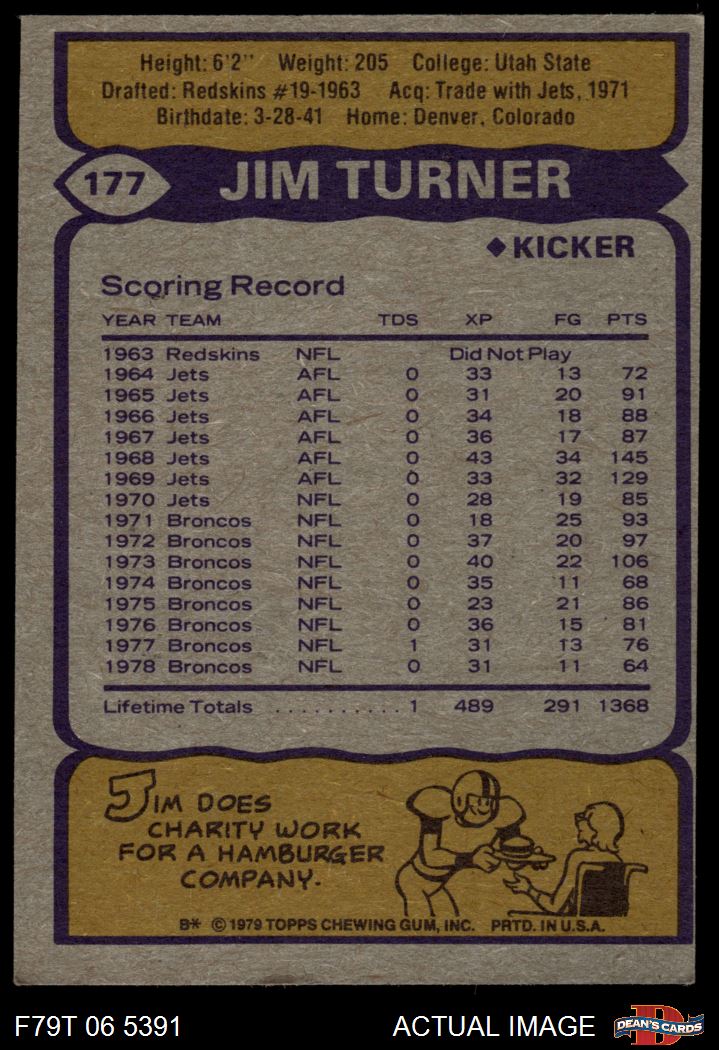 Height: 6'2" Weight: 205 College: Utah State
Drafted: Redskins #19-1963 Acq: Trade with Jets, 1971
Birthdate: 3-28-41 Home: Denver, Colorado
177 JIM TURNER
◆KICKER
Scoring Record
YEAR TEAM TDS XP FG PTS
1963 Redskins NFL Did Not Play
1964 Jets AFL 0 33 13 72
1965 Jets AFL 0 31 20 91
1966 Jets AFL 0 34 18 88
1967 Jets AFL 0 36 17 87
1968 Jets AFL 0 43 34 145
1969 Jets AFL 0 33 32 129
1970 Jets NFL 0 28 19 85
1971 Broncos NFL 0 18 25 93
1972 Broncos NFL 0 37 20 97
1973 Broncos NFL 0 40 22 106
1974 Broncos NFL 0 35 11 68
1975 Broncos NFL 0 23 21 86
1976 Broncos NFL 0 36 15 81
1977 Broncos NFL 1 31 13 76
1978 Broncos NFL 0 31 11 64
Lifetime Totals . . . . . . . . . . 1 489 291 1368
JIM DOES
CHARITY WORK
FOR A HAMBURGER
COMPANY.
B* © 1979 TOPPS CHEWING GUM, INC. PRTD. IN U.S.A.
F79T 06 5391 ACTUAL IMAGE D DEAN'S CARDS